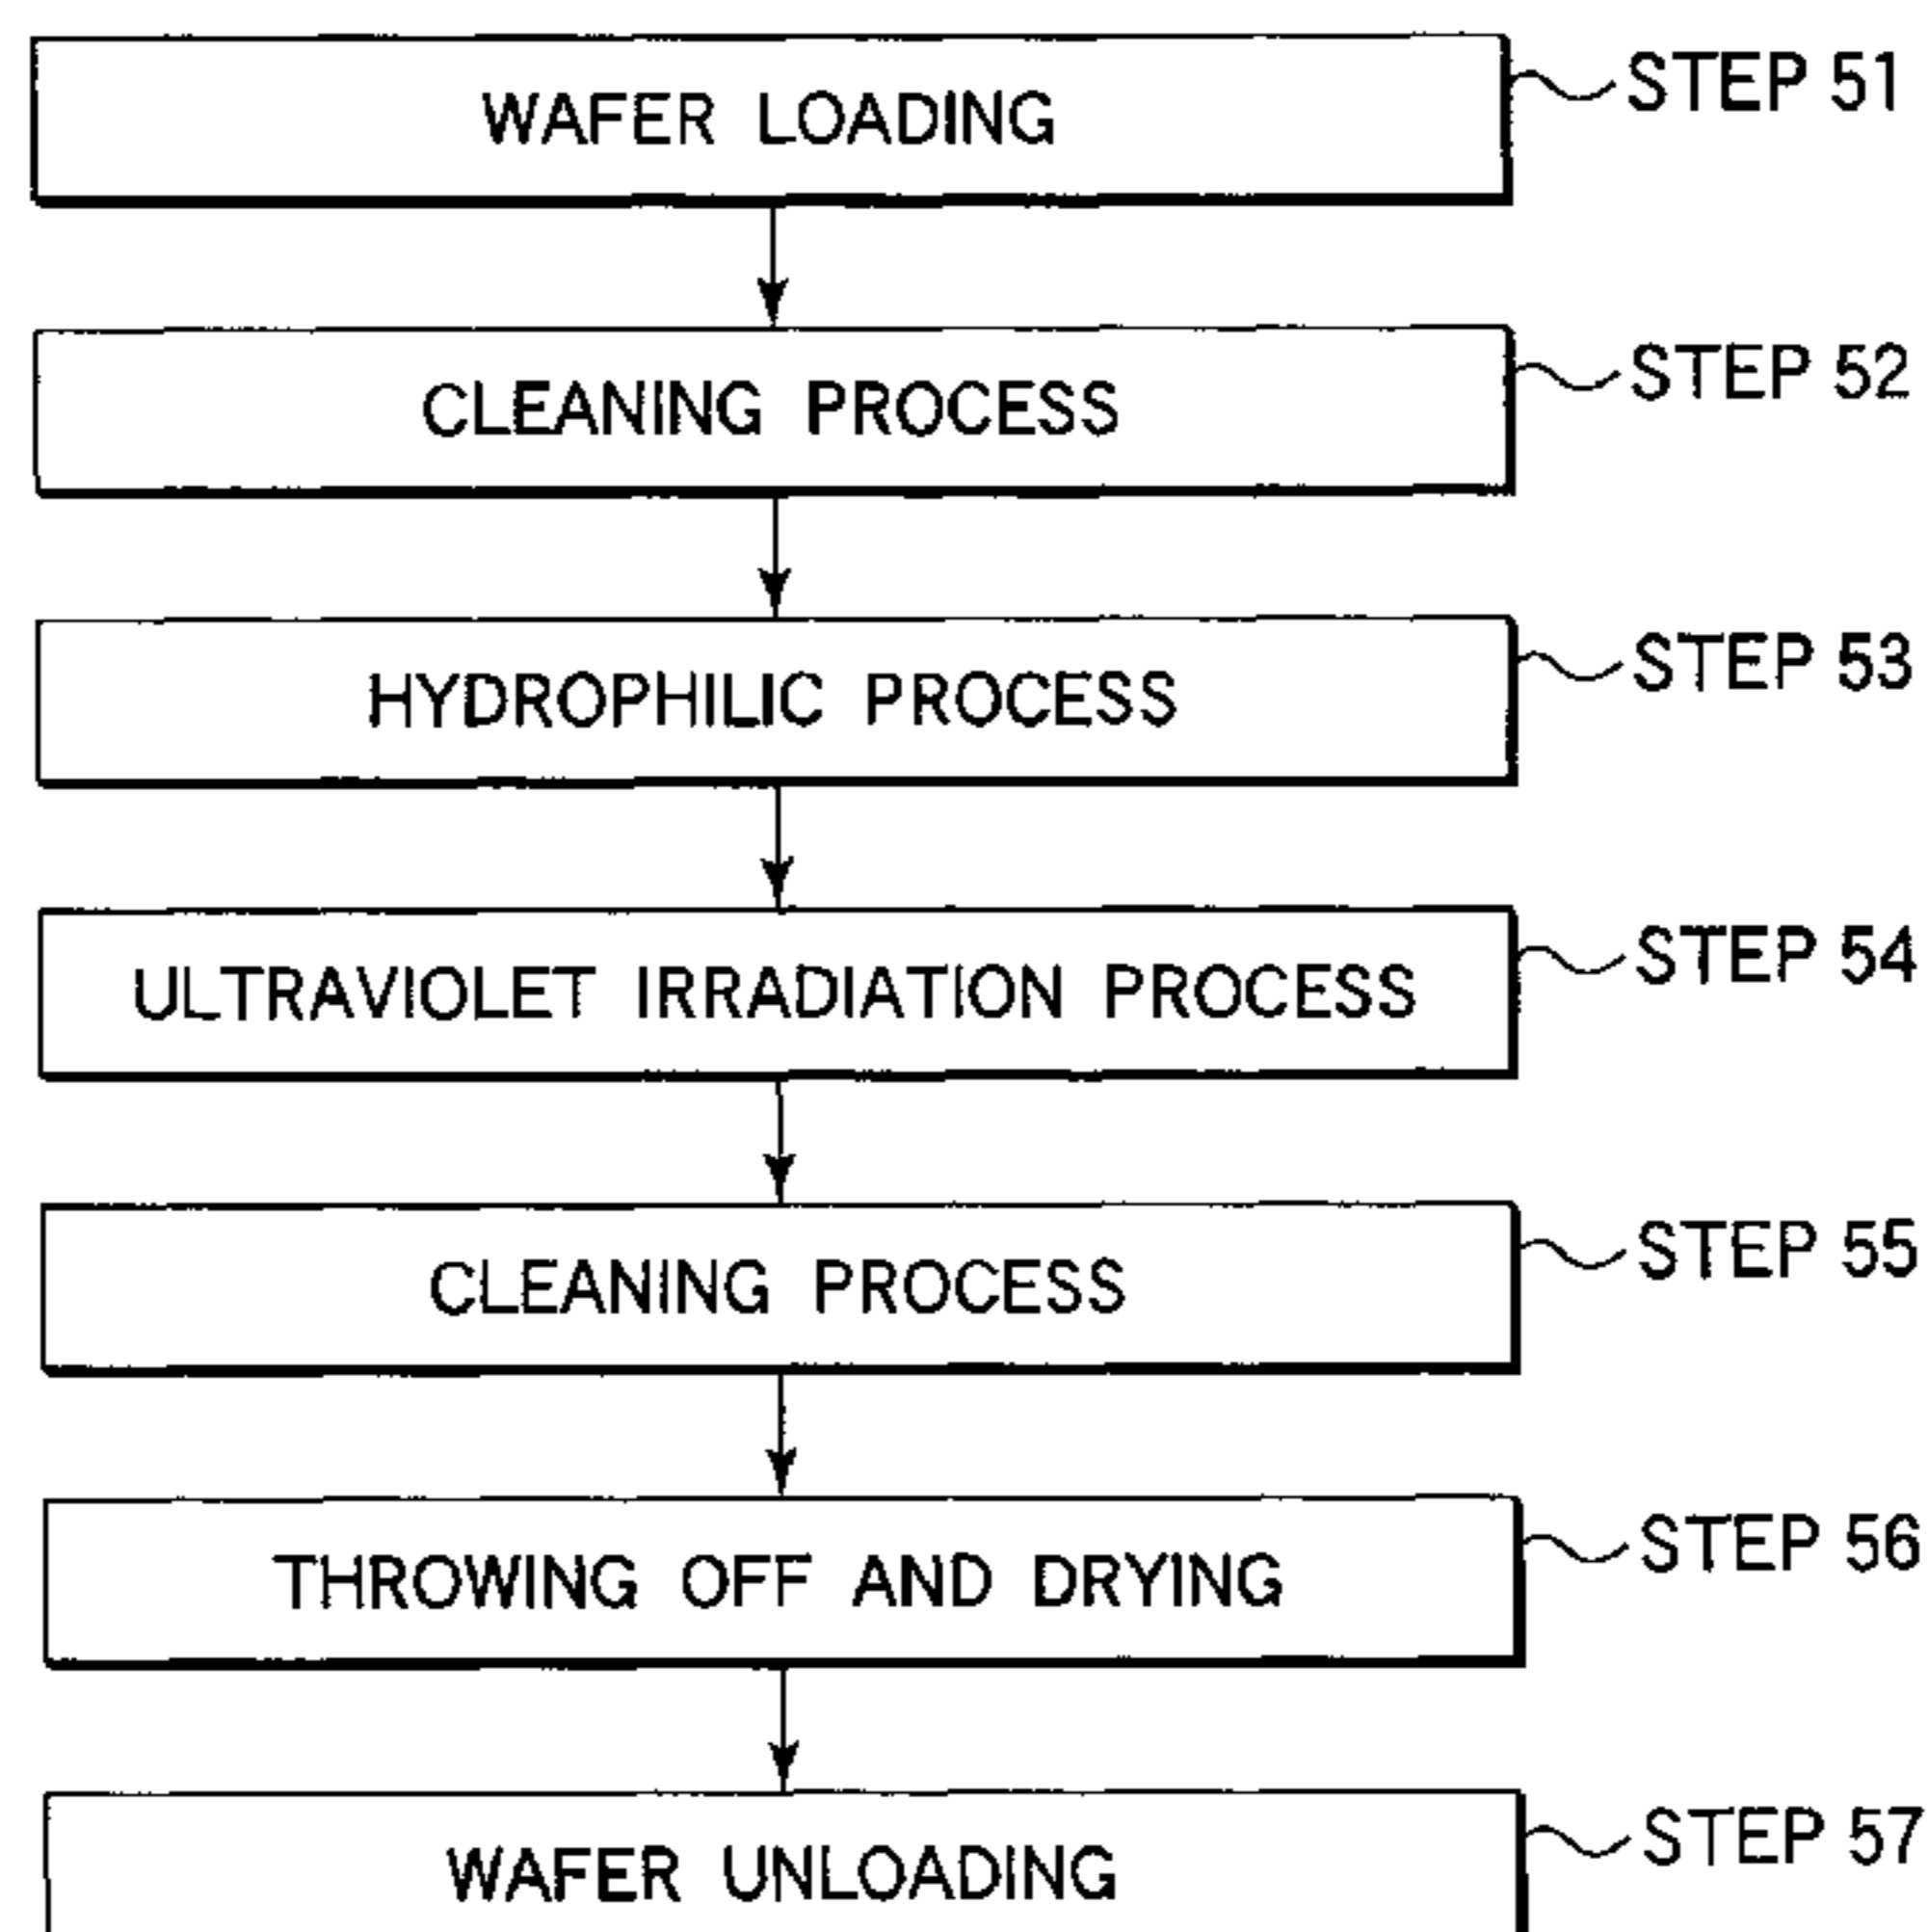 WAFER LOADING
STEP 51
CLEANING PROCESS
STEP 52
HYDROPHILIC PROCESS
STEP 53
ULTRAVIOLET IRRADIATION PROCESS
STEP 54
CLEANING PROCESS
STEP 55
THROWING OFF AND DRYING
STEP 56
WAFER UNLOADING
STEP 57